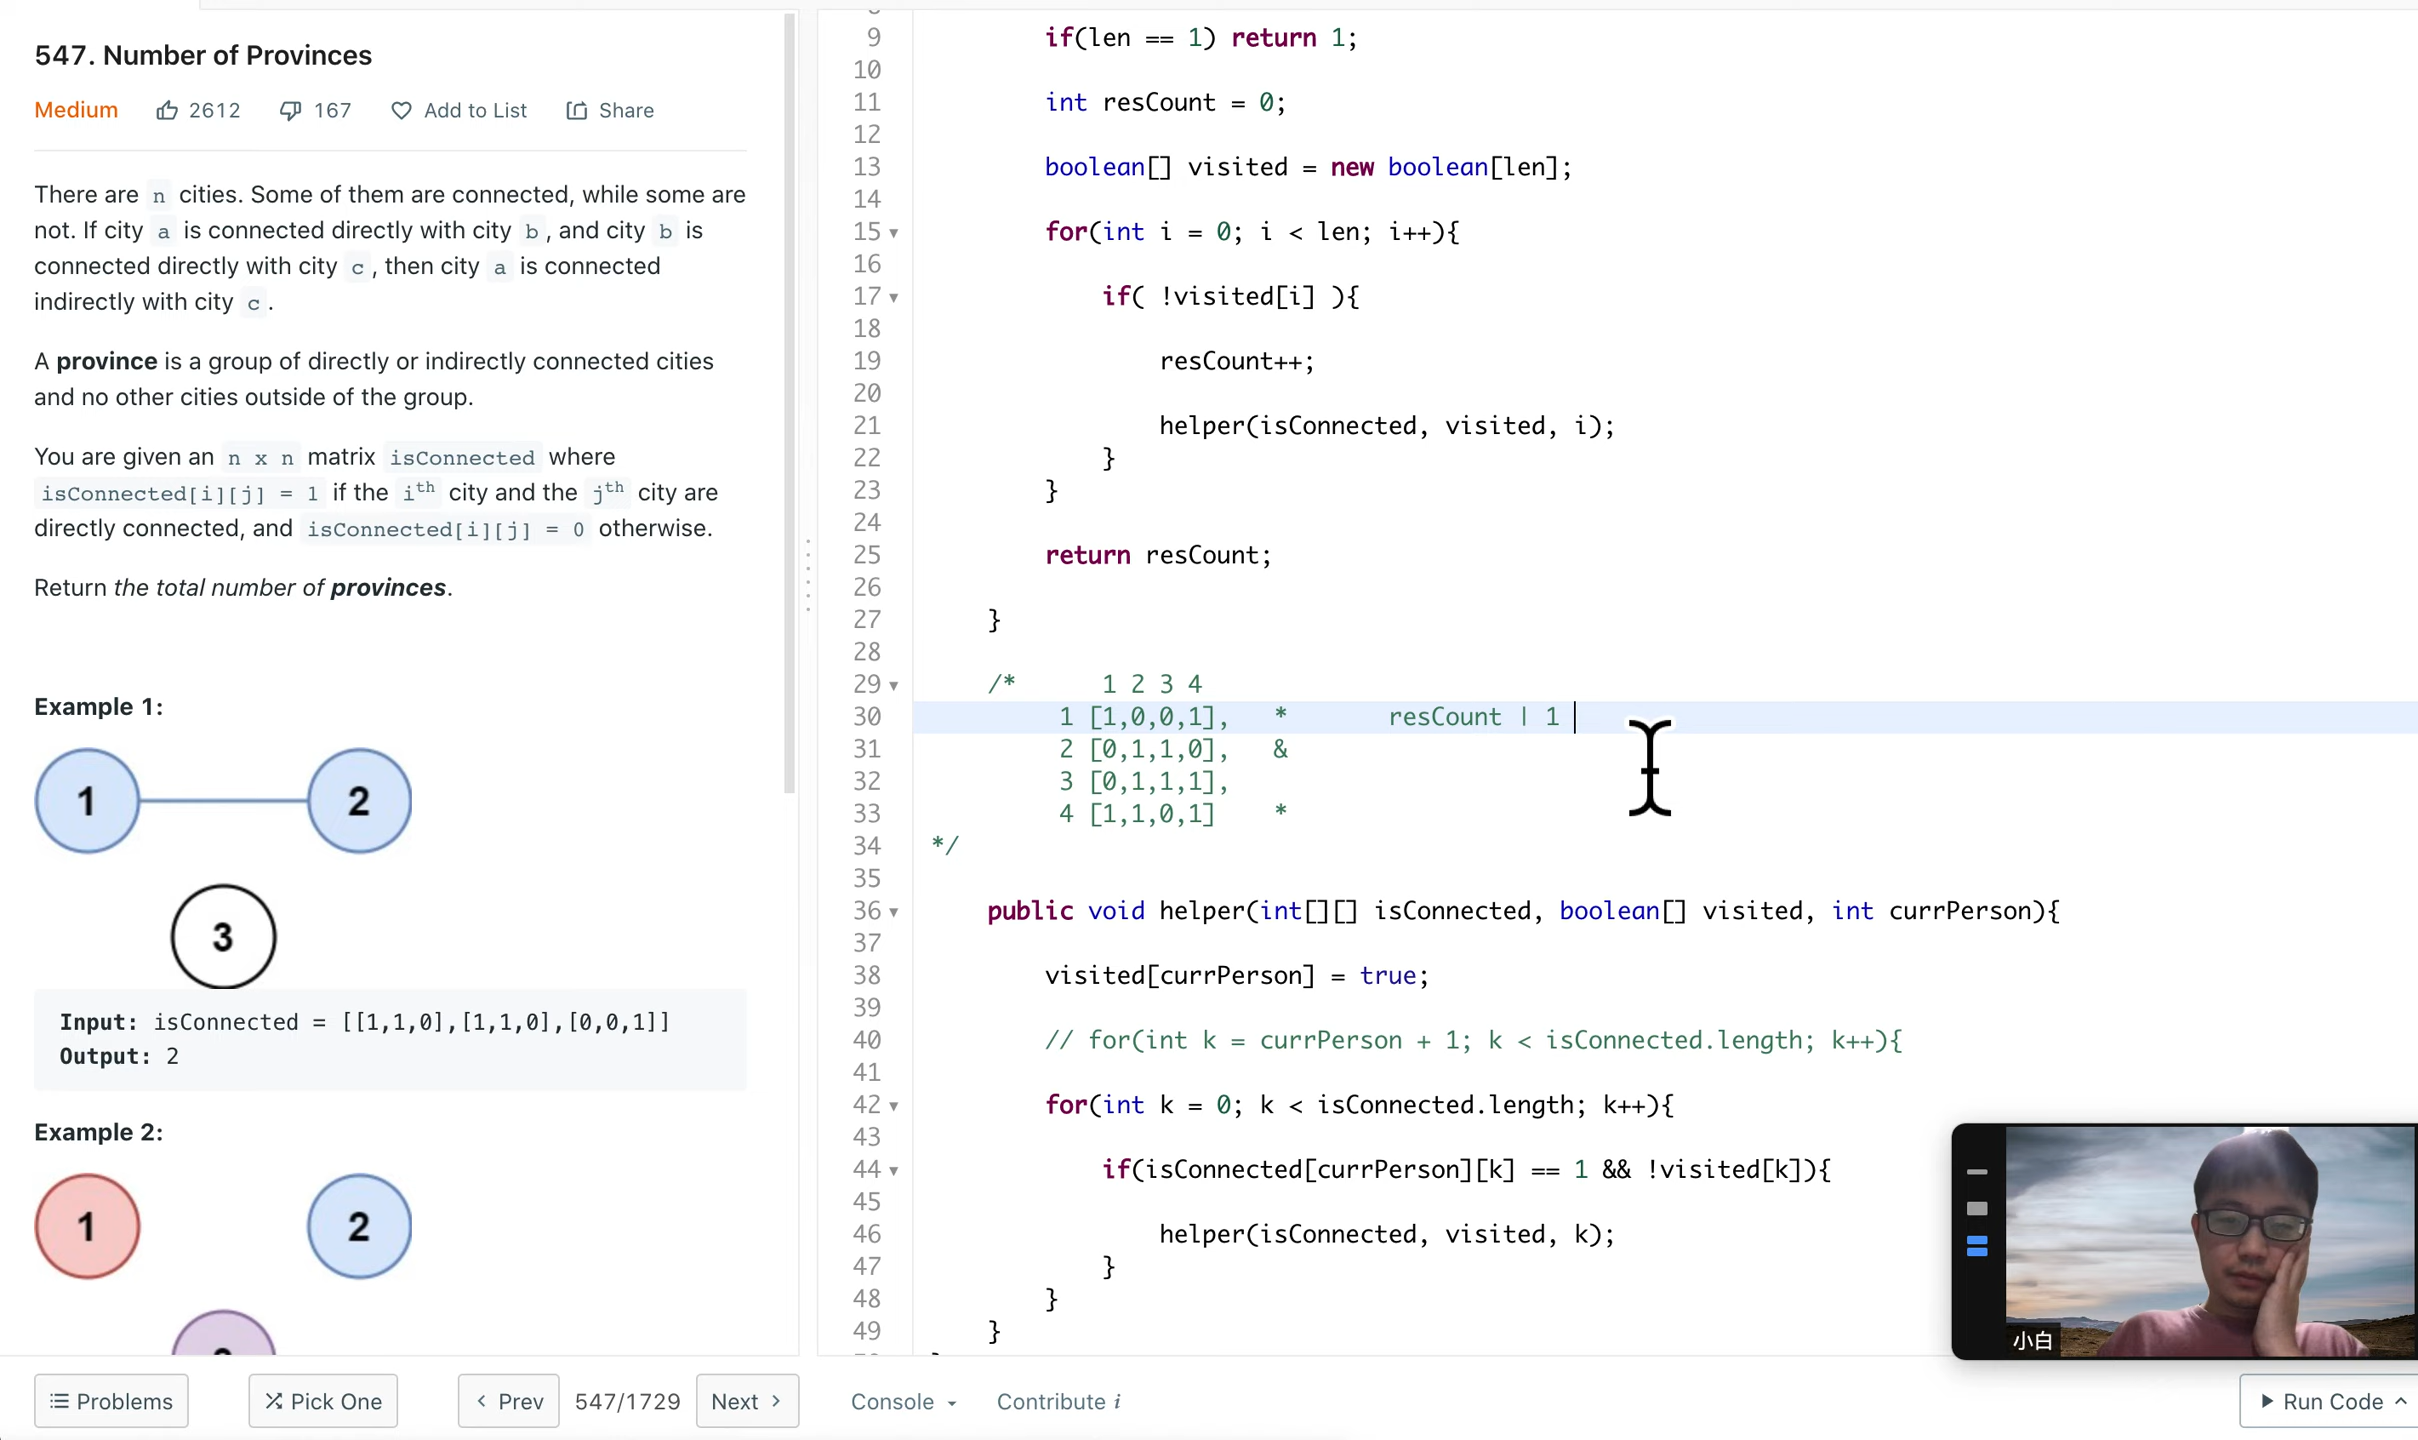 547. Number of Provinces
Medium 2612 167 Add to List Share
There are n cities. Some of them are connected, while some are
not. If city a is connected directly with city b , and city b is
connected directly with city c , then city a is connected
indirectly with city c .
A province is a group of directly or indirectly connected cities
and no other cities outside of the group.
You are given an n x n matrix isConnected where
isConnected[i][j] = 1 if the ith city and the jth city are
directly connected, and isConnected[i][j] = 0 otherwise.
Return the total number of provinces.
Example 1:
1 2
3
Input: isConnected = [[1,1,0],[1,1,0],[0,0,1]]
Output: 2
Example 2:
1 2
9 if(len == 1) return 1;
10
11 int resCount = 0;
12
13 boolean[] visited = new boolean[len];
14
15 for(int i = 0; i < len; i++){
16
17 if( !visited[i] ){
18
19 resCount++;
20
21 helper(isConnected, visited, i);
22 }
23 }
24
25 return resCount;
26
27 }
28
29 /* 1 2 3 4
30 1 [1,0,0,1], * resCount | 1
31 2 [0,1,1,0], &
32 3 [0,1,1,1],
33 4 [1,1,0,1] *
34 */
35
36 public void helper(int[][] isConnected, boolean[] visited, int currPerson){
37
38 visited[currPerson] = true;
39
40 // for(int k = currPerson + 1; k < isConnected.length; k++){
41
42 for(int k = 0; k < isConnected.length; k++){
43
44 if(isConnected[currPerson][k] == 1 && !visited[k]){
45
46 helper(isConnected, visited, k);
47 }
48 }
49 }
小白
Problems Pick One Prev 547/1729 Next Console Contribute i Run Code